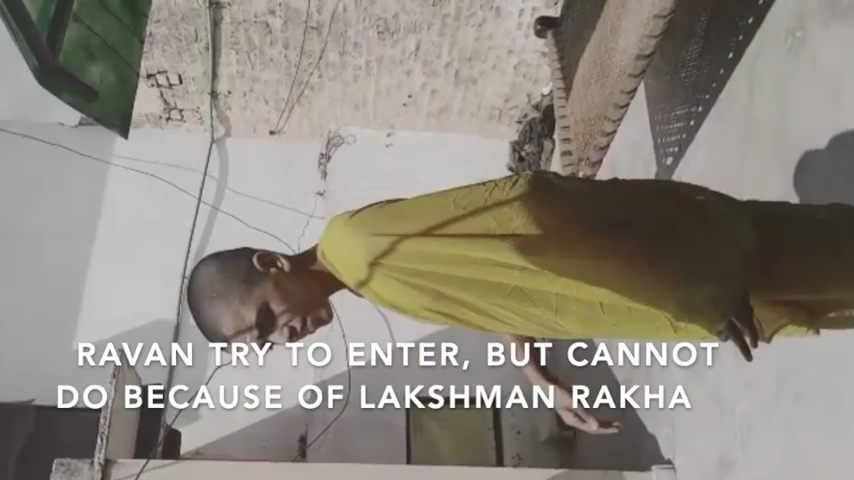 RAVAN TRY TO ENTER, BUT CANNOT
DO BECAUSE OF LAKSHMAN RAKHA